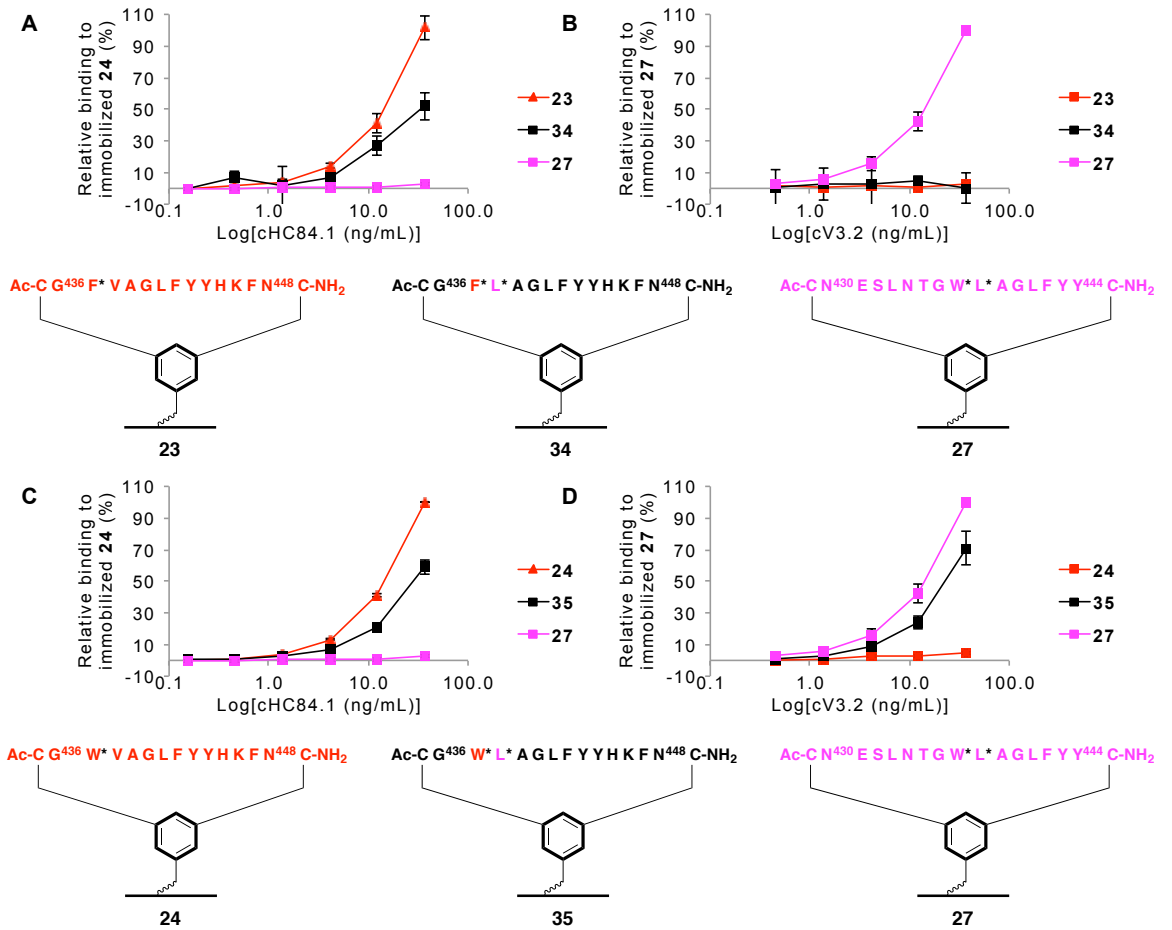 A
Relative binding to
immobilized 24 (%)
110
90
70
50
30
10
-10
0.1
1.0
10.0
100.0
Log[cHC84.1 (ng/mL)]
23
34
27
B
Relative binding to
immobilized 27 (%)
110
90
70
50
30
10
-10
0.1
1.0
10.0
100.0
Log[cV3.2 (ng/mL)]
23
34
27
Ac-C G⁴³⁶ F* V A G L F Y Y H K F N⁴⁴⁸ C-NH₂
23
Ac-C G⁴³⁶ F* L* A G L F Y Y H K F N⁴⁴⁸ C-NH₂
34
Ac-C N⁴³⁰ E S L N T G W* L* A G L F Y Y⁴⁴⁴ C-NH₂
27
C
Relative binding to
immobilized 24 (%)
110
90
70
50
30
10
-10
0.1
1.0
10.0
100.0
Log[cHC84.1 (ng/mL)]
24
35
27
D
Relative binding to
immobilized 27 (%)
110
90
70
50
30
10
-10
0.1
1.0
10.0
100.0
Log[cV3.2 (ng/mL)]
24
35
27
Ac-C G⁴³⁶ W* V A G L F Y Y H K F N⁴⁴⁸ C-NH₂
24
Ac-C G⁴³⁶ W* L* A G L F Y Y H K F N⁴⁴⁸ C-NH₂
35
Ac-C N⁴³⁰ E S L N T G W* L* A G L F Y Y⁴⁴⁴ C-NH₂
27